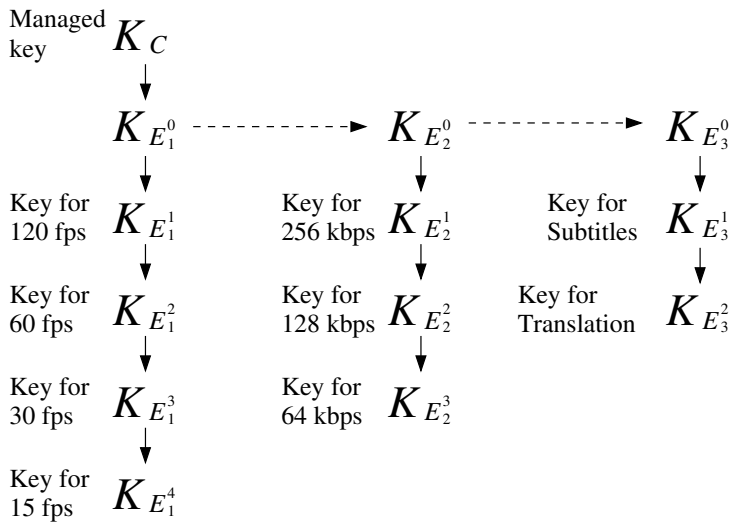 Managed
key
K_C
K_{E_1^0}
K_{E_2^0}
K_{E_3^0}
Key for
120 fps
K_{E_1^1}
Key for
256 kbps
K_{E_2^1}
Key for
Subtitles
K_{E_3^1}
Key for
60 fps
K_{E_1^2}
Key for
128 kbps
K_{E_2^2}
Key for
Translation
K_{E_3^2}
Key for
30 fps
K_{E_1^3}
Key for
64 kbps
K_{E_2^3}
Key for
15 fps
K_{E_1^4}